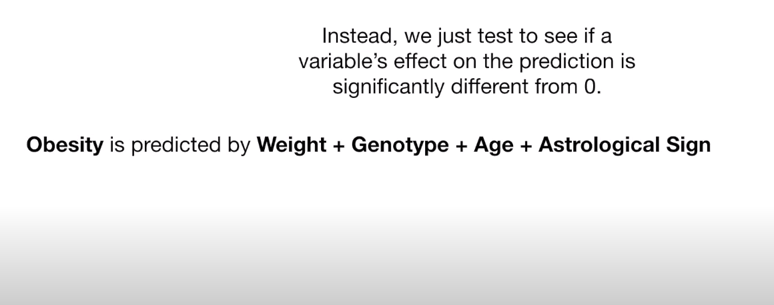 Instead, we just test to see if a
variable’s effect on the prediction is
significantly different from 0.
Obesity is predicted by Weight + Genotype + Age + Astrological Sign